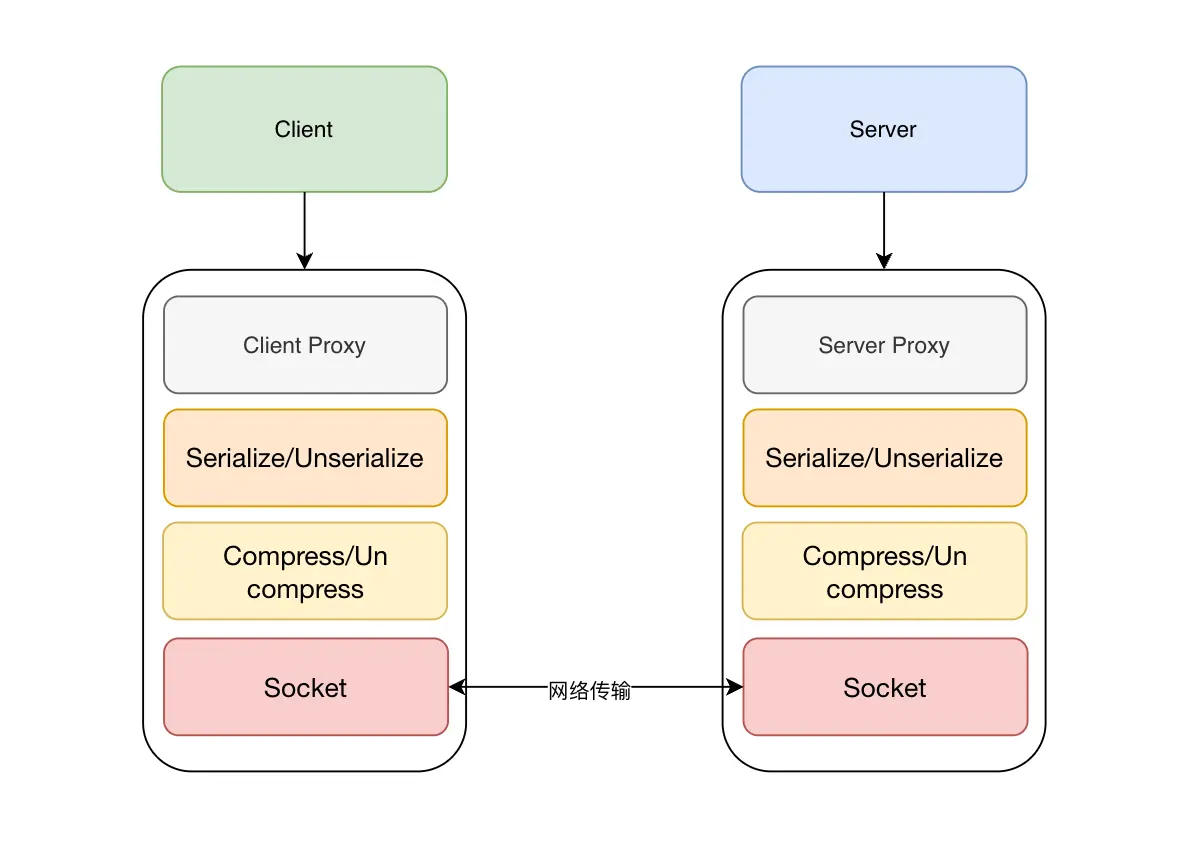 Client
Server
Client Proxy
Server Proxy
Serialize/Unserialize
Serialize/Unserialize
Compress/Un
compress
Compress/Un
compress
Socket
网络传输
Socket